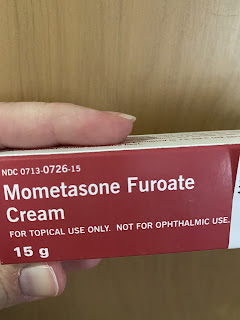 NDC 0713-0726-15
Mometasone Furoate
Cream
FOR TOPICAL USE ONLY. NOT FOR OPHTHALMIC USE.
15 g